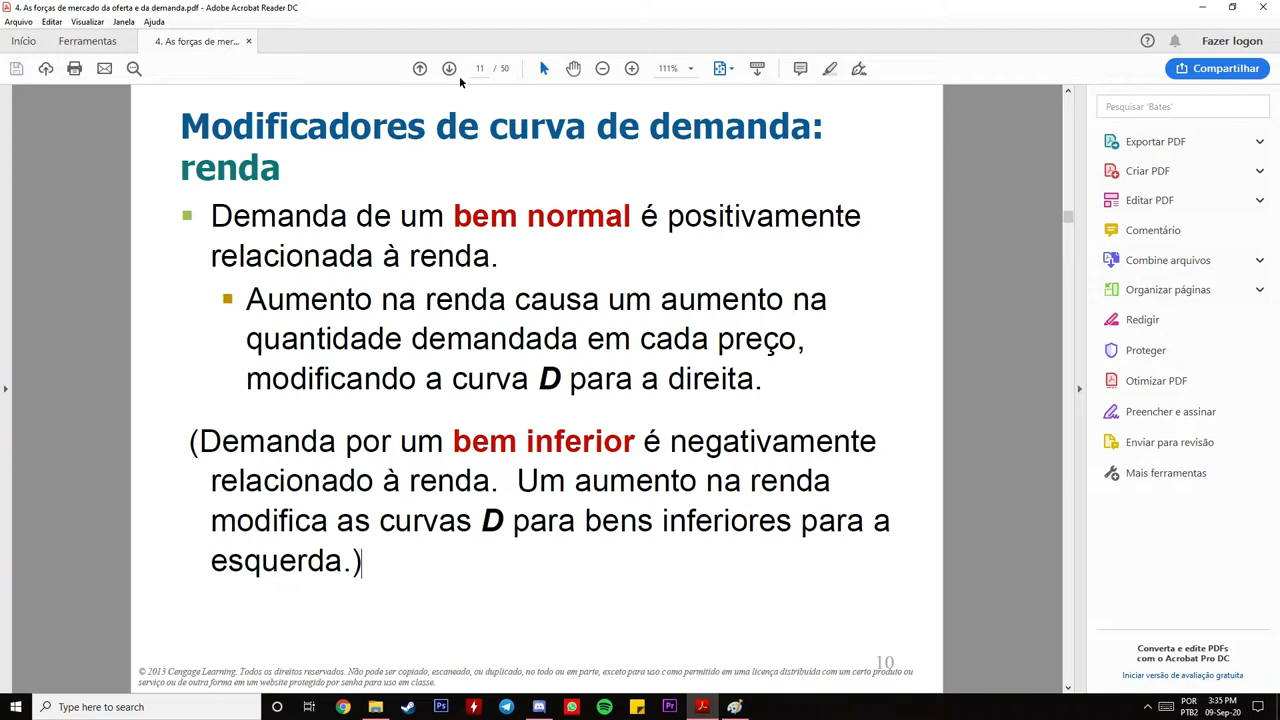 4. As forças de mercado da oferta e da demanda.pdf - Adobe Acrobat Reader DC
Arquivo Editar Visualizar Janela Ajuda
Início Ferramentas 4. As forças de mer... × Fazer logon
11 / 50 111% Compartilhar
Modificadores de curva de demanda:
renda
Demanda de um bem normal é positivamente
relacionada à renda.
Aumento na renda causa um aumento na
quantidade demandada em cada preço,
modificando a curva D para a direita.
(Demanda por um bem inferior é negativamente
relacionado à renda. Um aumento na renda
modifica as curvas D para bens inferiores para a
esquerda.)
10
© 2013 Cengage Learning. Todos os direitos reservados. Não pode ser copiado, escaneado, ou duplicado, no todo ou em parte, exceto para uso como permitido em uma licença distribuída com um certo produto ou
serviço ou de outra forma em um website protegido por senha para uso em classe.
Pesquisar 'Bates'
Exportar PDF
Criar PDF
Editar PDF
Comentário
Combine arquivos
Organizar páginas
Redigir
Proteger
Otimizar PDF
Preencher e assinar
Enviar para revisão
Mais ferramentas
Converta e edite PDFs
com o Acrobat Pro DC
Iniciar versão de avaliação gratuita
Type here to search
Ps
Pr
POR
PTB2
3:35 PM
09-Sep-20